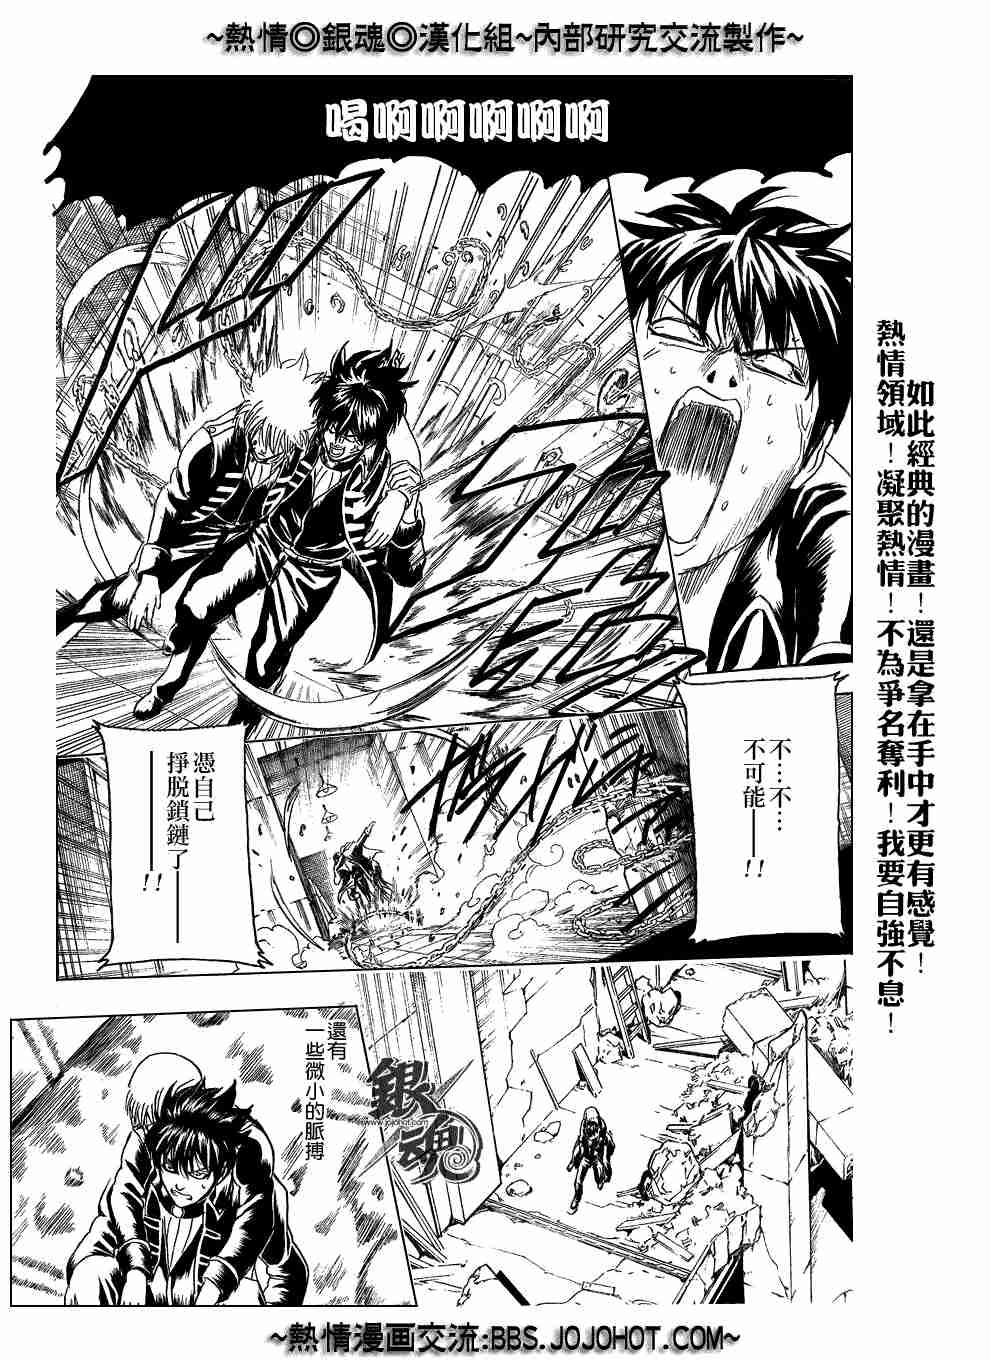 ~熱情◎銀魂◎漢化組~內部研究交流製作~
喝啊啊啊啊啊
如此經典的漫畫！還是拿在手中才更有感覺！
熱情領域！凝聚熱情！不為爭名奪利！我要自強不息！
不…不…
不可能——!!
憑自己
掙脱鎖鏈了——!!
還有
一些微小的脈搏
銀魂
www.jojohot.com
~熱情漫画交流:BBS.JOJOHOT.COM~